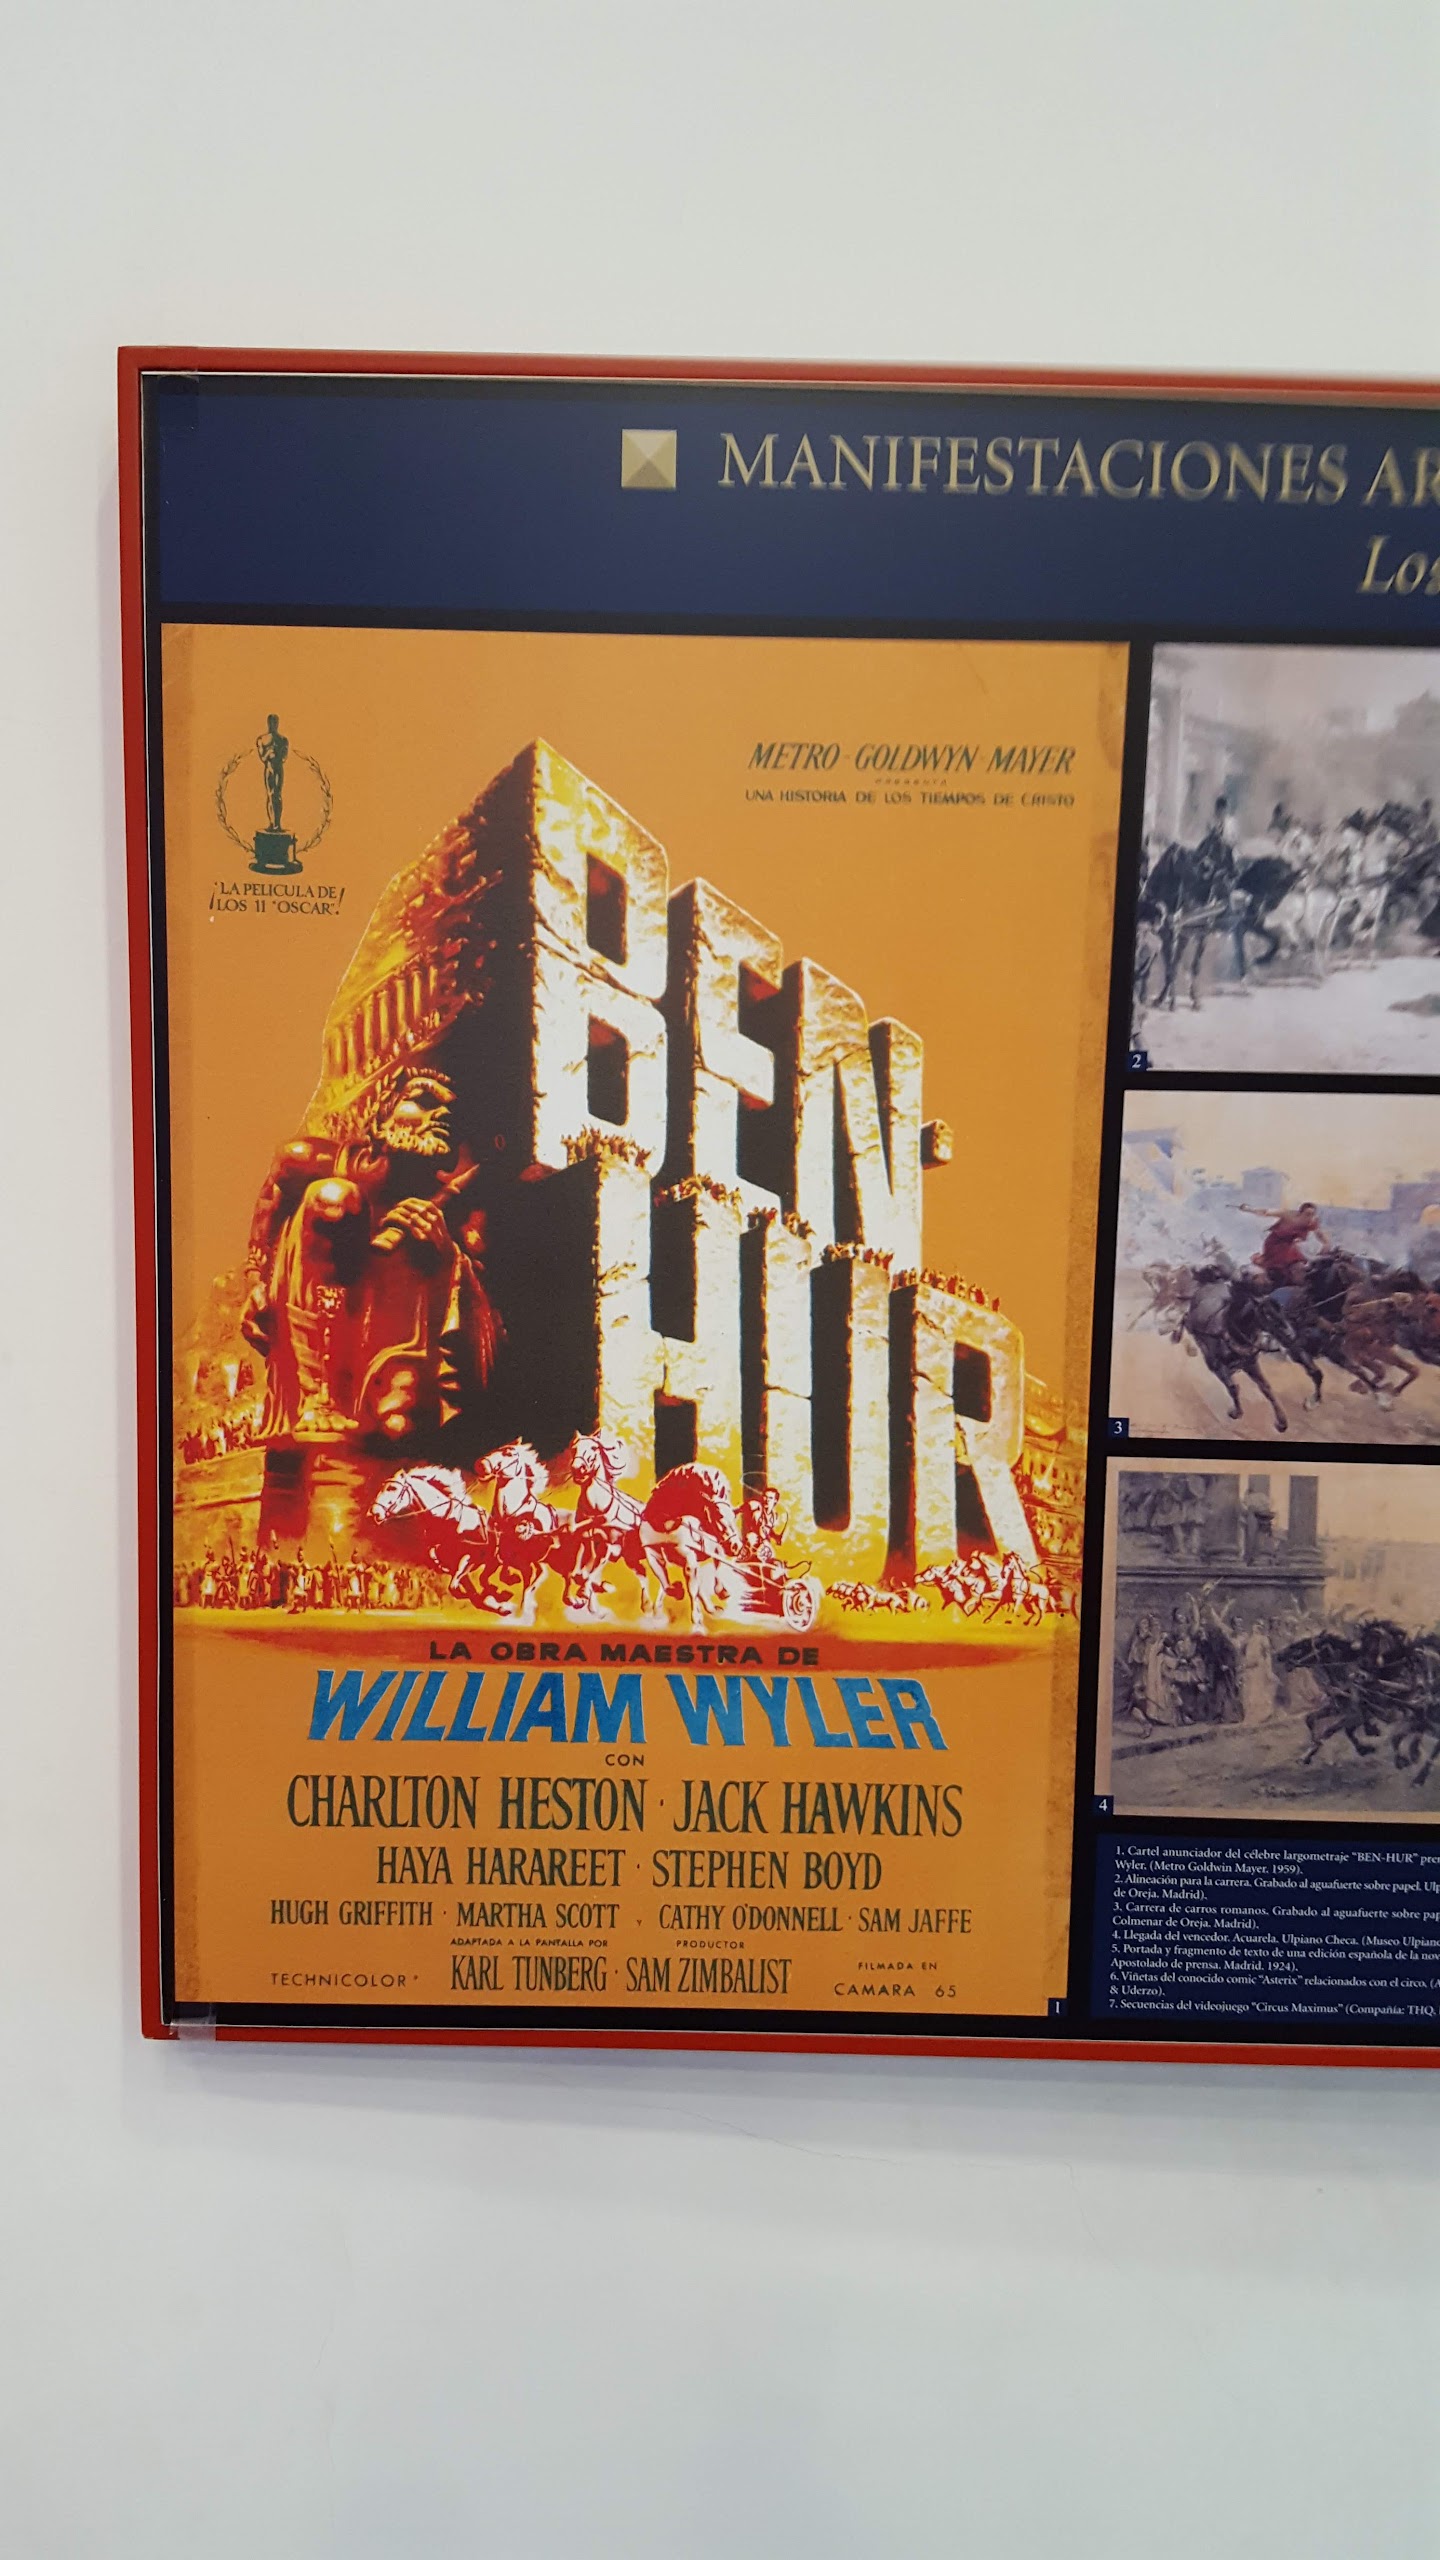 MANIFESTACIONES AR
Los
METRO-GOLDWYN-MAYER
PRESENTA
UNA HISTORIA DE LOS TIEMPOS DE CRISTO
¡LA PELICULA DE
LOS 11 "OSCAR"!
BEN-
HUR
LA OBRA MAESTRA DE
WILLIAM WYLER
CON
CHARLTON HESTON · JACK HAWKINS
HAYA HARAREET · STEPHEN BOYD
HUGH GRIFFITH · MARTHA SCOTT , CATHY O'DONNELL · SAM JAFFE
ADAPTADA A LA PANTALLA POR PRODUCTOR
KARL TUNBERG · SAM ZIMBALIST
TECHNICOLOR
FILMADA EN
CAMARA 65
1
2
3
4
1. Cartel anunciador del célebre largometraje "BEN-HUR" pre
Wyler. (Metro Goldwin Mayer. 1959).
2. Alineación para la carrera. Grabado al aguafuerte sobre papel. Ulp
de Oreja. Madrid).
3. Carrera de carros romanos. Grabado al aguafuerte sobre pap
Colmenar de Oreja. Madrid).
4. Llegada del vencedor. Acuarela. Ulpiano Checa. (Museo Ulpian
5. Portada y fragmento de texto de una edición española de la nov
Apostolado de prensa. Madrid. 1924).
6. Viñetas del conocido comic "Asterix" relacionados con el circo. (A
& Uderzo).
7. Secuencias del videojuego "Circus Maximus" (Compañía: THQ.